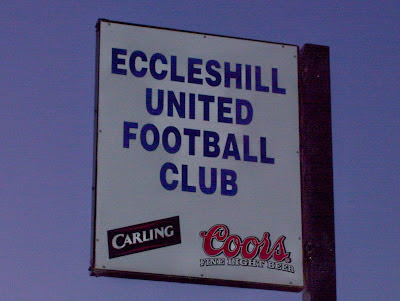 ECCLESHILL
UNITED
FOOTBALL
CLUB
CARLING
Coors
FINE LIGHT BEER